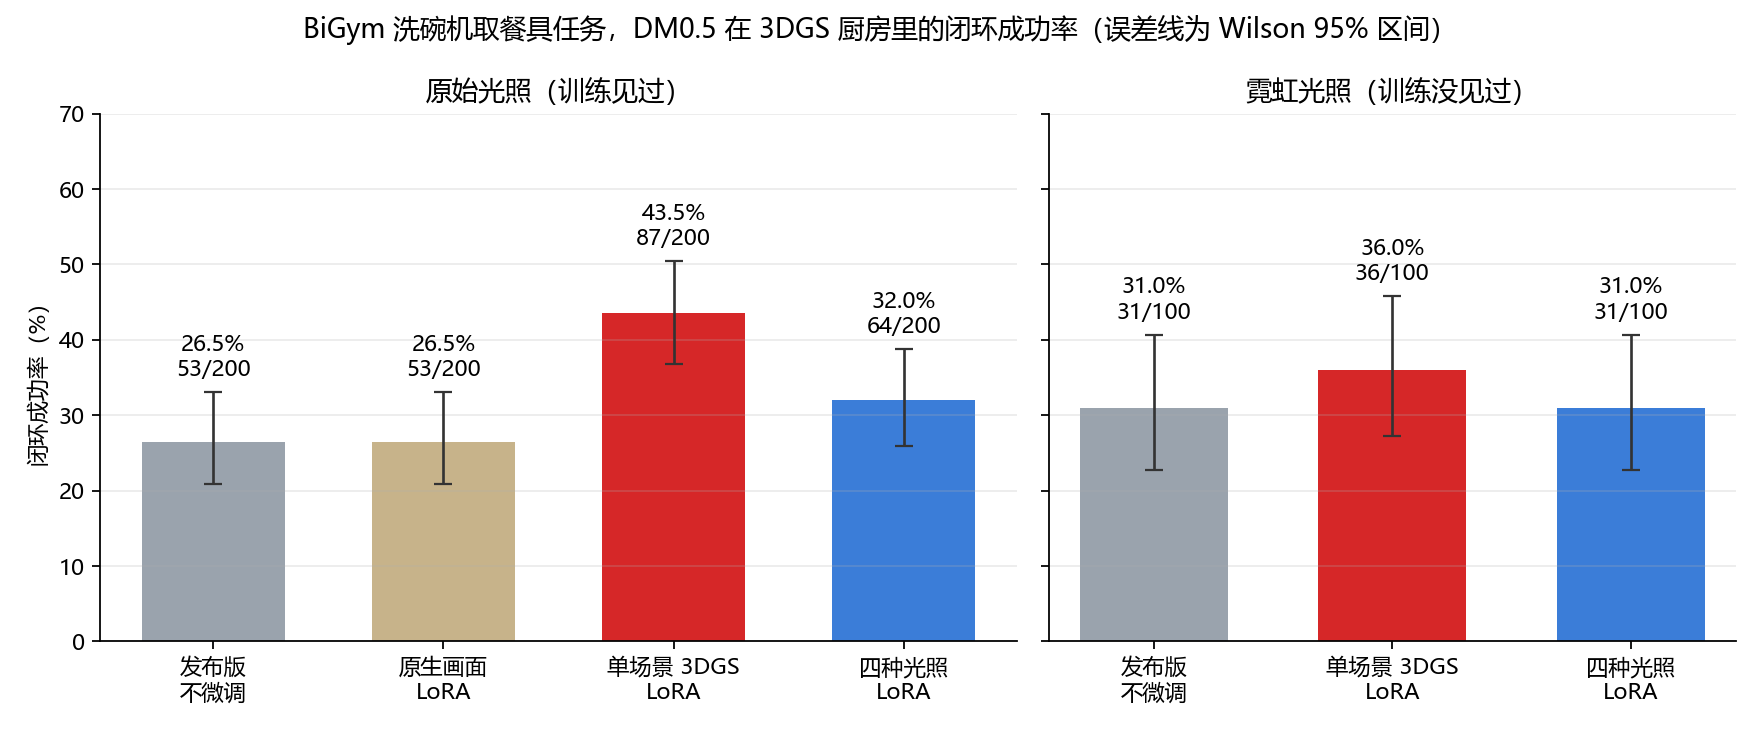 BiGym 洗碗机取餐具任务，DM0.5 在 3DGS 厨房里的闭环成功率（误差线为 Wilson 95% 区间）
原始光照（训练见过）
闭环成功率（%）
70
60
50
40
30
20
10
0
26.5%
53/200
26.5%
53/200
43.5%
87/200
32.0%
64/200
发布版
不微调
原生画面
LoRA
单场景 3DGS
LoRA
四种光照
LoRA
霓虹光照（训练没见过）
31.0%
31/100
36.0%
36/100
31.0%
31/100
发布版
不微调
单场景 3DGS
LoRA
四种光照
LoRA